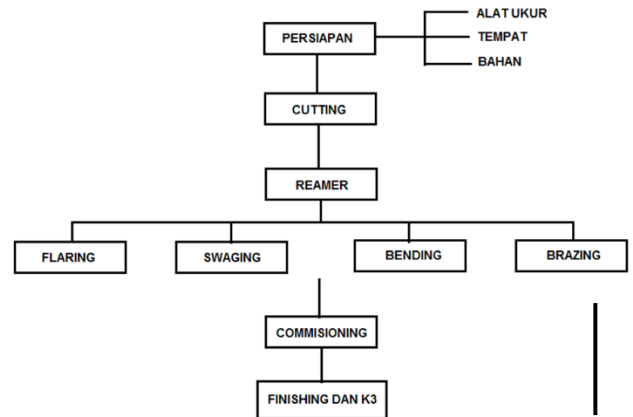 PERSIAPAN
ALAT UKUR
TEMPAT
BAHAN
CUTTING
REAMER
FLARING
SWAGING
BENDING
BRAZING
COMMISIONING
FINISHING DAN K3